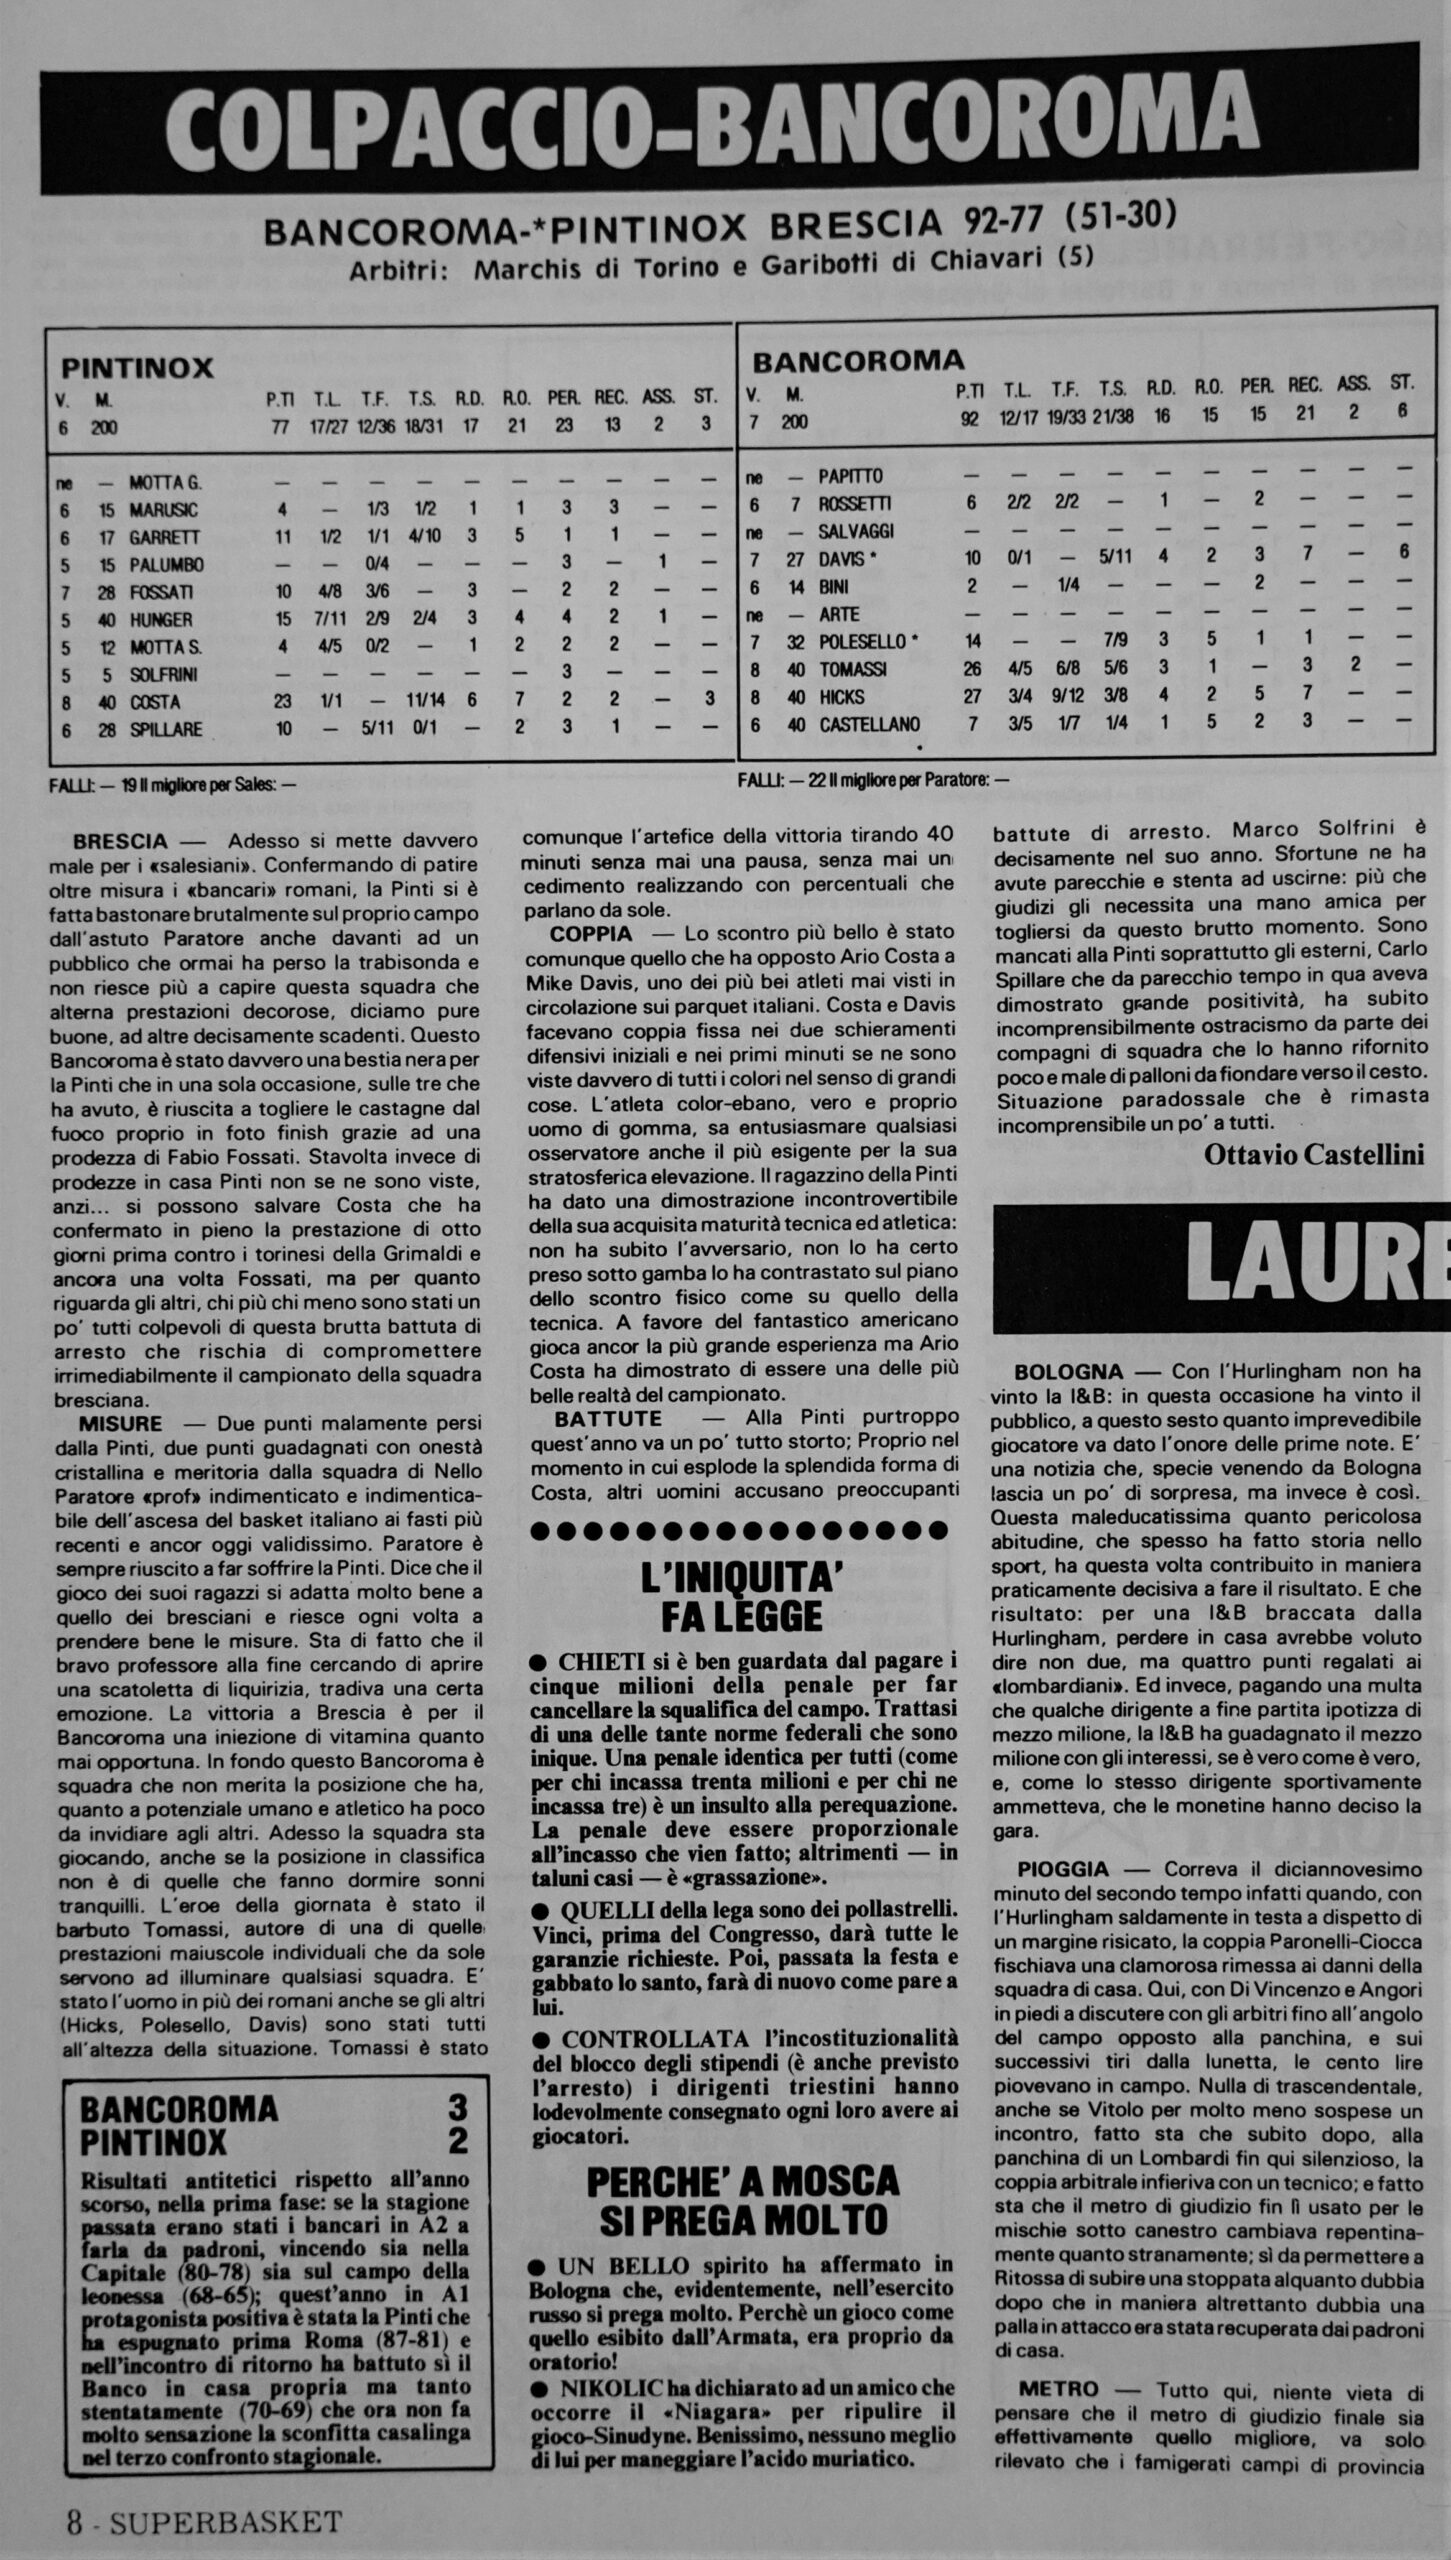 COLPACCIO-BANCOROMA
BANCOROMA-*PINTINOX BRESCIA 92-77 (51-30)
Arbitri: Marchis di Torino e Garibotti di Chiavari (5)
PINTINOX
V. M. P.TI T.L. T.F. T.S. R.D. R.O. PER. REC. ASS. ST.
6 200 77 17/27 12/36 18/31 17 21 23 13 2 3
ne — MOTTA G. — — — — — — — — — —
6 15 MARUSIC 4 — 1/3 1/2 1 1 3 3 — —
6 17 GARRETT 11 1/2 1/1 4/10 3 5 1 1 — —
5 15 PALUMBO — — 0/4 — — — 3 — 1 —
7 28 FOSSATI 10 4/8 3/6 — 3 — 2 2 — —
5 40 HUNGER 15 7/11 2/9 2/4 3 4 4 2 1 —
5 12 MOTTA S. 4 4/5 0/2 — 1 2 2 2 — —
5 5 SOLFRINI — — — — — — 3 — — —
8 40 COSTA 23 1/1 — 11/14 6 7 2 2 — 3
6 28 SPILLARE 10 — 5/11 0/1 — 2 3 1 — —
FALLI: — 19 Il migliore per Sales: —
BANCOROMA
V. M. P.TI T.L. T.F. T.S. R.D. R.O. PER. REC. ASS. ST.
7 200 92 12/17 19/33 21/38 16 15 15 21 2 6
ne — PAPITTO — — — — — — — — — —
6 7 ROSSETTI 6 2/2 2/2 — 1 — 2 — — —
ne — SALVAGGI — — — — — — — — — —
7 27 DAVIS * 10 0/1 — 5/11 4 2 3 7 — 6
6 14 BINI 2 — 1/4 — — — 2 — — —
ne — ARTE — — — — — — — — — —
7 32 POLESELLO * 14 — — 7/9 3 5 1 1 — —
8 40 TOMASSI 26 4/5 6/8 5/6 3 1 — 3 2 —
8 40 HICKS 27 3/4 9/12 3/8 4 2 5 7 — —
6 40 CASTELLANO 7 3/5 1/7 1/4 1 5 2 3 — —
FALLI: — 22 Il migliore per Paratore: —
BRESCIA — Adesso si mette davvero
male per i «salesiani». Confermando di patire
oltre misura i «bancari» romani, la Pinti si è
fatta bastonare brutalmente sul proprio campo
dall'astuto Paratore anche davanti ad un
pubblico che ormai ha perso la trabisonda e
non riesce più a capire questa squadra che
alterna prestazioni decorose, diciamo pure
buone, ad altre decisamente scadenti. Questo
Bancoroma è stato davvero una bestia nera per
la Pinti che in una sola occasione, sulle tre che
ha avuto, è riuscita a togliere le castagne dal
fuoco proprio in foto finish grazie ad una
prodezza di Fabio Fossati. Stavolta invece di
prodezze in casa Pinti non se ne sono viste,
anzi... si possono salvare Costa che ha
confermato in pieno la prestazione di otto
giorni prima contro i torinesi della Grimaldi e
ancora una volta Fossati, ma per quanto
riguarda gli altri, chi più chi meno sono stati un
po' tutti colpevoli di questa brutta battuta di
arresto che rischia di compromettere
irrimediabilmente il campionato della squadra
bresciana.
MISURE — Due punti malamente persi
dalla Pinti, due punti guadagnati con onestà
cristallina e meritoria dalla squadra di Nello
Paratore «prof» indimenticato e indimentica-
bile dell'ascesa del basket italiano ai fasti più
recenti e ancor oggi validissimo. Paratore è
sempre riuscito a far soffrire la Pinti. Dice che il
gioco dei suoi ragazzi si adatta molto bene a
quello dei bresciani e riesce ogni volta a
prendere bene le misure. Sta di fatto che il
bravo professore alla fine cercando di aprire
una scatoletta di liquirizia, tradiva una certa
emozione. La vittoria a Brescia è per il
Bancoroma una iniezione di vitamina quanto
mai opportuna. In fondo questo Bancoroma è
squadra che non merita la posizione che ha,
quanto a potenziale umano e atletico ha poco
da invidiare agli altri. Adesso la squadra sta
giocando, anche se la posizione in classifica
non è di quelle che fanno dormire sonni
tranquilli. L'eroe della giornata è stato il
barbuto Tomassi, autore di una di quelle
prestazioni maiuscole individuali che da sole
servono ad illuminare qualsiasi squadra. E'
stato l'uomo in più dei romani anche se gli altri
(Hicks, Polesello, Davis) sono stati tutti
all'altezza della situazione. Tomassi è stato
BANCOROMA 3
PINTINOX 2
Risultati antitetici rispetto all'anno
scorso, nella prima fase: se la stagione
passata erano stati i bancari in A2 a
farla da padroni, vincendo sia nella
Capitale (80-78) sia sul campo della
leonessa (68-65); quest'anno in A1
protagonista positiva è stata la Pinti che
ha espugnato prima Roma (87-81) e
nell'incontro di ritorno ha battuto sì il
Banco in casa propria ma tanto
stentatamente (70-69) che ora non fa
molto sensazione la sconfitta casalinga
nel terzo confronto stagionale.
comunque l'artefice della vittoria tirando 40
minuti senza mai una pausa, senza mai un
cedimento realizzando con percentuali che
parlano da sole.
COPPIA — Lo scontro più bello è stato
comunque quello che ha opposto Ario Costa a
Mike Davis, uno dei più bei atleti mai visti in
circolazione sui parquet italiani. Costa e Davis
facevano coppia fissa nei due schieramenti
difensivi iniziali e nei primi minuti se ne sono
viste davvero di tutti i colori nel senso di grandi
cose. L'atleta color-ebano, vero e proprio
uomo di gomma, sa entusiasmare qualsiasi
osservatore anche il più esigente per la sua
stratosferica elevazione. Il ragazzino della Pinti
ha dato una dimostrazione incontrovertibile
della sua acquisita maturità tecnica ed atletica:
non ha subito l'avversario, non lo ha certo
preso sotto gamba lo ha contrastato sul piano
dello scontro fisico come su quello della
tecnica. A favore del fantastico americano
gioca ancor la più grande esperienza ma Ario
Costa ha dimostrato di essere una delle più
belle realtà del campionato.
BATTUTE — Alla Pinti purtroppo
quest'anno va un po' tutto storto; Proprio nel
momento in cui esplode la splendida forma di
Costa, altri uomini accusano preoccupanti
L'INIQUITA'
FA LEGGE
● CHIETI si è ben guardata dal pagare i
cinque milioni della penale per far
cancellare la squalifica del campo. Trattasi
di una delle tante norme federali che sono
inique. Una penale identica per tutti (come
per chi incassa trenta milioni e per chi ne
incassa tre) è un insulto alla perequazione.
La penale deve essere proporzionale
all'incasso che vien fatto; altrimenti — in
taluni casi — è «grassazione».
● QUELLI della lega sono dei pollastrelli.
Vinci, prima del Congresso, darà tutte le
garanzie richieste. Poi, passata la festa e
gabbato lo santo, farà di nuovo come pare a
lui.
● CONTROLLATA l'incostituzionalità
del blocco degli stipendi (è anche previsto
l'arresto) i dirigenti triestini hanno
lodevolmente consegnato ogni loro avere ai
giocatori.
PERCHE' A MOSCA
SI PREGA MOLTO
● UN BELLO spirito ha affermato in
Bologna che, evidentemente, nell'esercito
russo si prega molto. Perchè un gioco come
quello esibito dall'Armata, era proprio da
oratorio!
● NIKOLIC ha dichiarato ad un amico che
occorre il «Niagara» per ripulire il
gioco-Sinudyne. Benissimo, nessuno meglio
di lui per maneggiare l'acido muriatico.
battute di arresto. Marco Solfrini è
decisamente nel suo anno. Sfortune ne ha
avute parecchie e stenta ad uscirne: più che
giudizi gli necessita una mano amica per
togliersi da questo brutto momento. Sono
mancati alla Pinti soprattutto gli esterni, Carlo
Spillare che da parecchio tempo in qua aveva
dimostrato grande positività, ha subito
incomprensibilmente ostracismo da parte dei
compagni di squadra che lo hanno rifornito
poco e male di palloni da fiondare verso il cesto.
Situazione paradossale che è rimasta
incomprensibile un po' a tutti.
Ottavio Castellini
LAURE
BOLOGNA — Con l'Hurlingham non ha
vinto la I&B: in questa occasione ha vinto il
pubblico, a questo sesto quanto imprevedibile
giocatore va dato l'onore delle prime note. E'
una notizia che, specie venendo da Bologna
lascia un po' di sorpresa, ma invece è così.
Questa maleducatissima quanto pericolosa
abitudine, che spesso ha fatto storia nello
sport, ha questa volta contribuito in maniera
praticamente decisiva a fare il risultato. E che
risultato: per una I&B braccata dalla
Hurlingham, perdere in casa avrebbe voluto
dire non due, ma quattro punti regalati ai
«lombardiani». Ed invece, pagando una multa
che qualche dirigente a fine partita ipotizza di
mezzo milione, la I&B ha guadagnato il mezzo
milione con gli interessi, se è vero come è vero,
e, come lo stesso dirigente sportivamente
ammetteva, che le monetine hanno deciso la
gara.
PIOGGIA — Correva il diciannovesimo
minuto del secondo tempo infatti quando, con
l'Hurlingham saldamente in testa a dispetto di
un margine risicato, la coppia Paronelli-Ciocca
fischiava una clamorosa rimessa ai danni della
squadra di casa. Qui, con Di Vincenzo e Angori
in piedi a discutere con gli arbitri fino all'angolo
del campo opposto alla panchina, e sui
successivi tiri dalla lunetta, le cento lire
piovevano in campo. Nulla di trascendentale,
anche se Vitolo per molto meno sospese un
incontro, fatto sta che subito dopo, alla
panchina di un Lombardi fin qui silenzioso, la
coppia arbitrale infieriva con un tecnico; e fatto
sta che il metro di giudizio fin lì usato per le
mischie sotto canestro cambiava repentina-
mente quanto stranamente; sì da permettere a
Ritossa di subire una stoppata alquanto dubbia
dopo che in maniera altrettanto dubbia una
palla in attacco era stata recuperata dai padroni
di casa.
METRO — Tutto qui, niente vieta di
pensare che il metro di giudizio finale sia
effettivamente quello migliore, va solo
rilevato che i famigerati campi di provincia
8 - SUPERBASKET